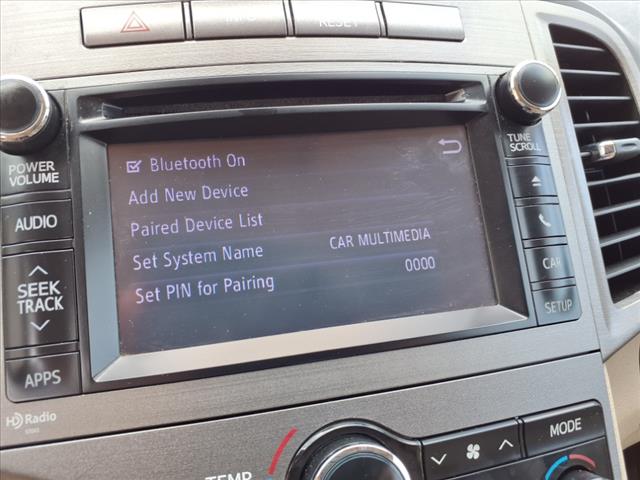 INFO
RESET
POWER
VOLUME
AUDIO
SEEK
TRACK
APPS
HD Radio
Bluetooth On
Add New Device
Paired Device List
Set System Name CAR MULTIMEDIA
Set PIN for Pairing 0000
TUNE
SCROLL
CAR
SETUP
TEMP
MODE